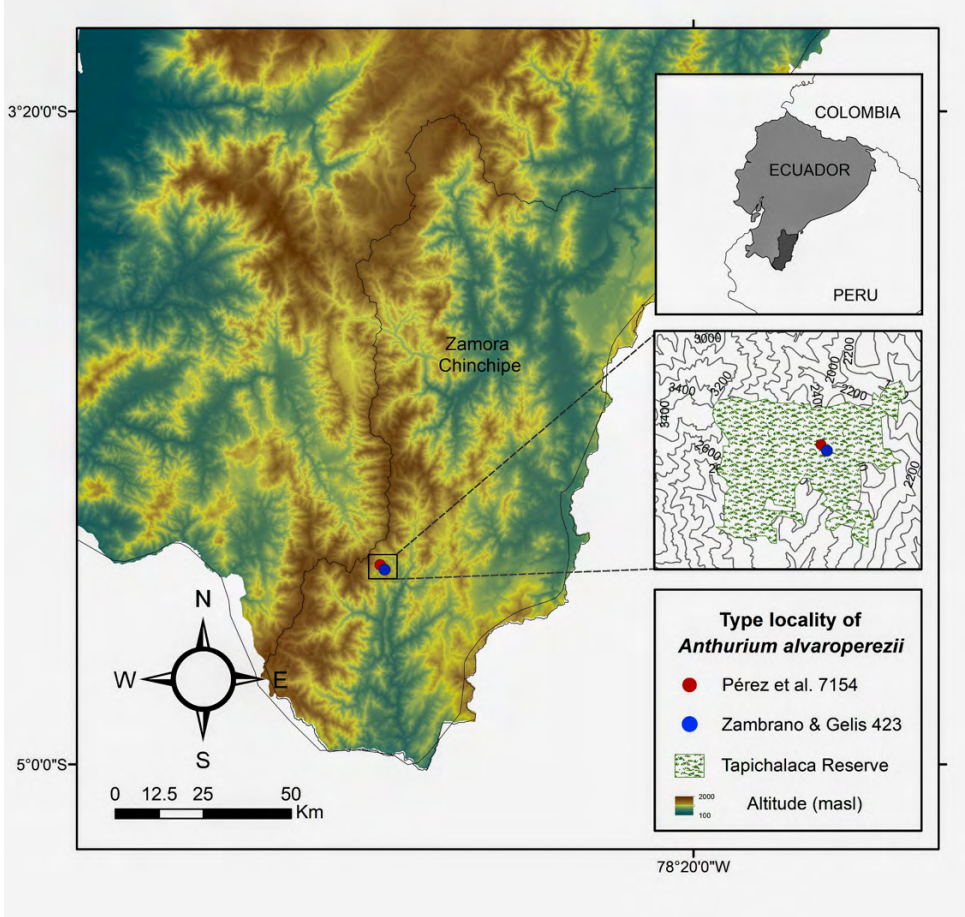 3°20'0"S
COLOMBIA
ECUADOR
PERU
Zamora
Chinchipe
3000
2200
2000
2200
3400
3200
3400
2600
2200
N
W
E
S
5°0'0"S
0 12.5 25 50
Km
Type locality of
Anthurium alvaroperezii
Pérez et al. 7154
Zambrano & Gelis 423
Tapichalaca Reserve
2000
100
Altitude (masl)
78°20'0"W